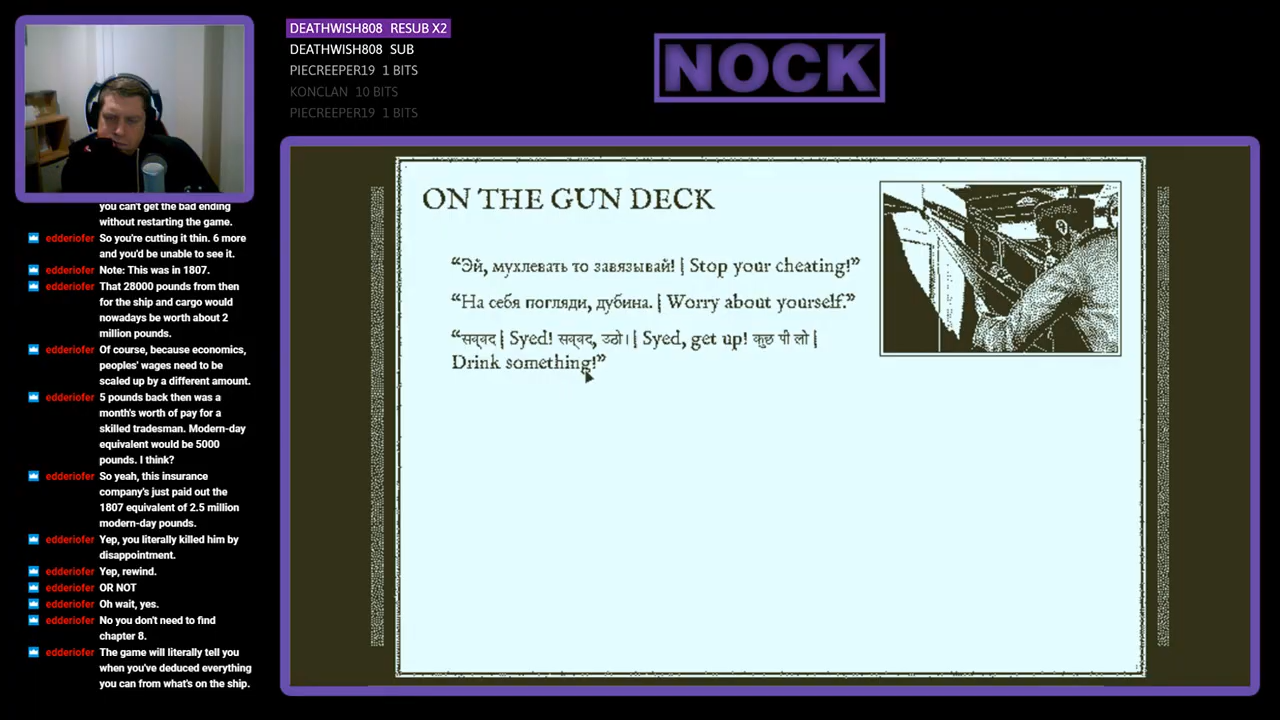 DEATHWISH808 RESUB X2
DEATHWISH808 SUB
PIECREEPER19 1 BITS
KONCLAN 10 BITS
PIECREEPER19 1 BITS
NOCK
you can't get the bad ending
without restarting the game.
edderiofer So you're cutting it thin. 6 more
and you'd be unable to see it.
edderiofer Note: This was in 1807.
edderiofer That 28000 pounds from then
for the ship and cargo would
nowadays be worth about 2
million pounds.
edderiofer Of course, because economics,
peoples' wages need to be
scaled up by a different amount.
edderiofer 5 pounds back then was a
month's worth of pay for a
skilled tradesman. Modern-day
equivalent would be 5000
pounds. I think?
edderiofer So yeah, this insurance
company's just paid out the
1807 equivalent of 2.5 million
modern-day pounds.
edderiofer Yep, you literally killed him by
disappointment.
edderiofer Yep, rewind.
edderiofer OR NOT
edderiofer Oh wait, yes.
edderiofer No you don't need to find
chapter 8.
edderiofer The game will literally tell you
when you've deduced everything
you can from what's on the ship.
ON THE GUN DECK
“Эй, мухлевать то завязывай! | Stop your cheating!”
“На себя погляди, дубина. | Worry about yourself.”
“सय्यद | Syed! सय्यद, उठो। | Syed, get up! कुछ पी लो |
Drink something!”